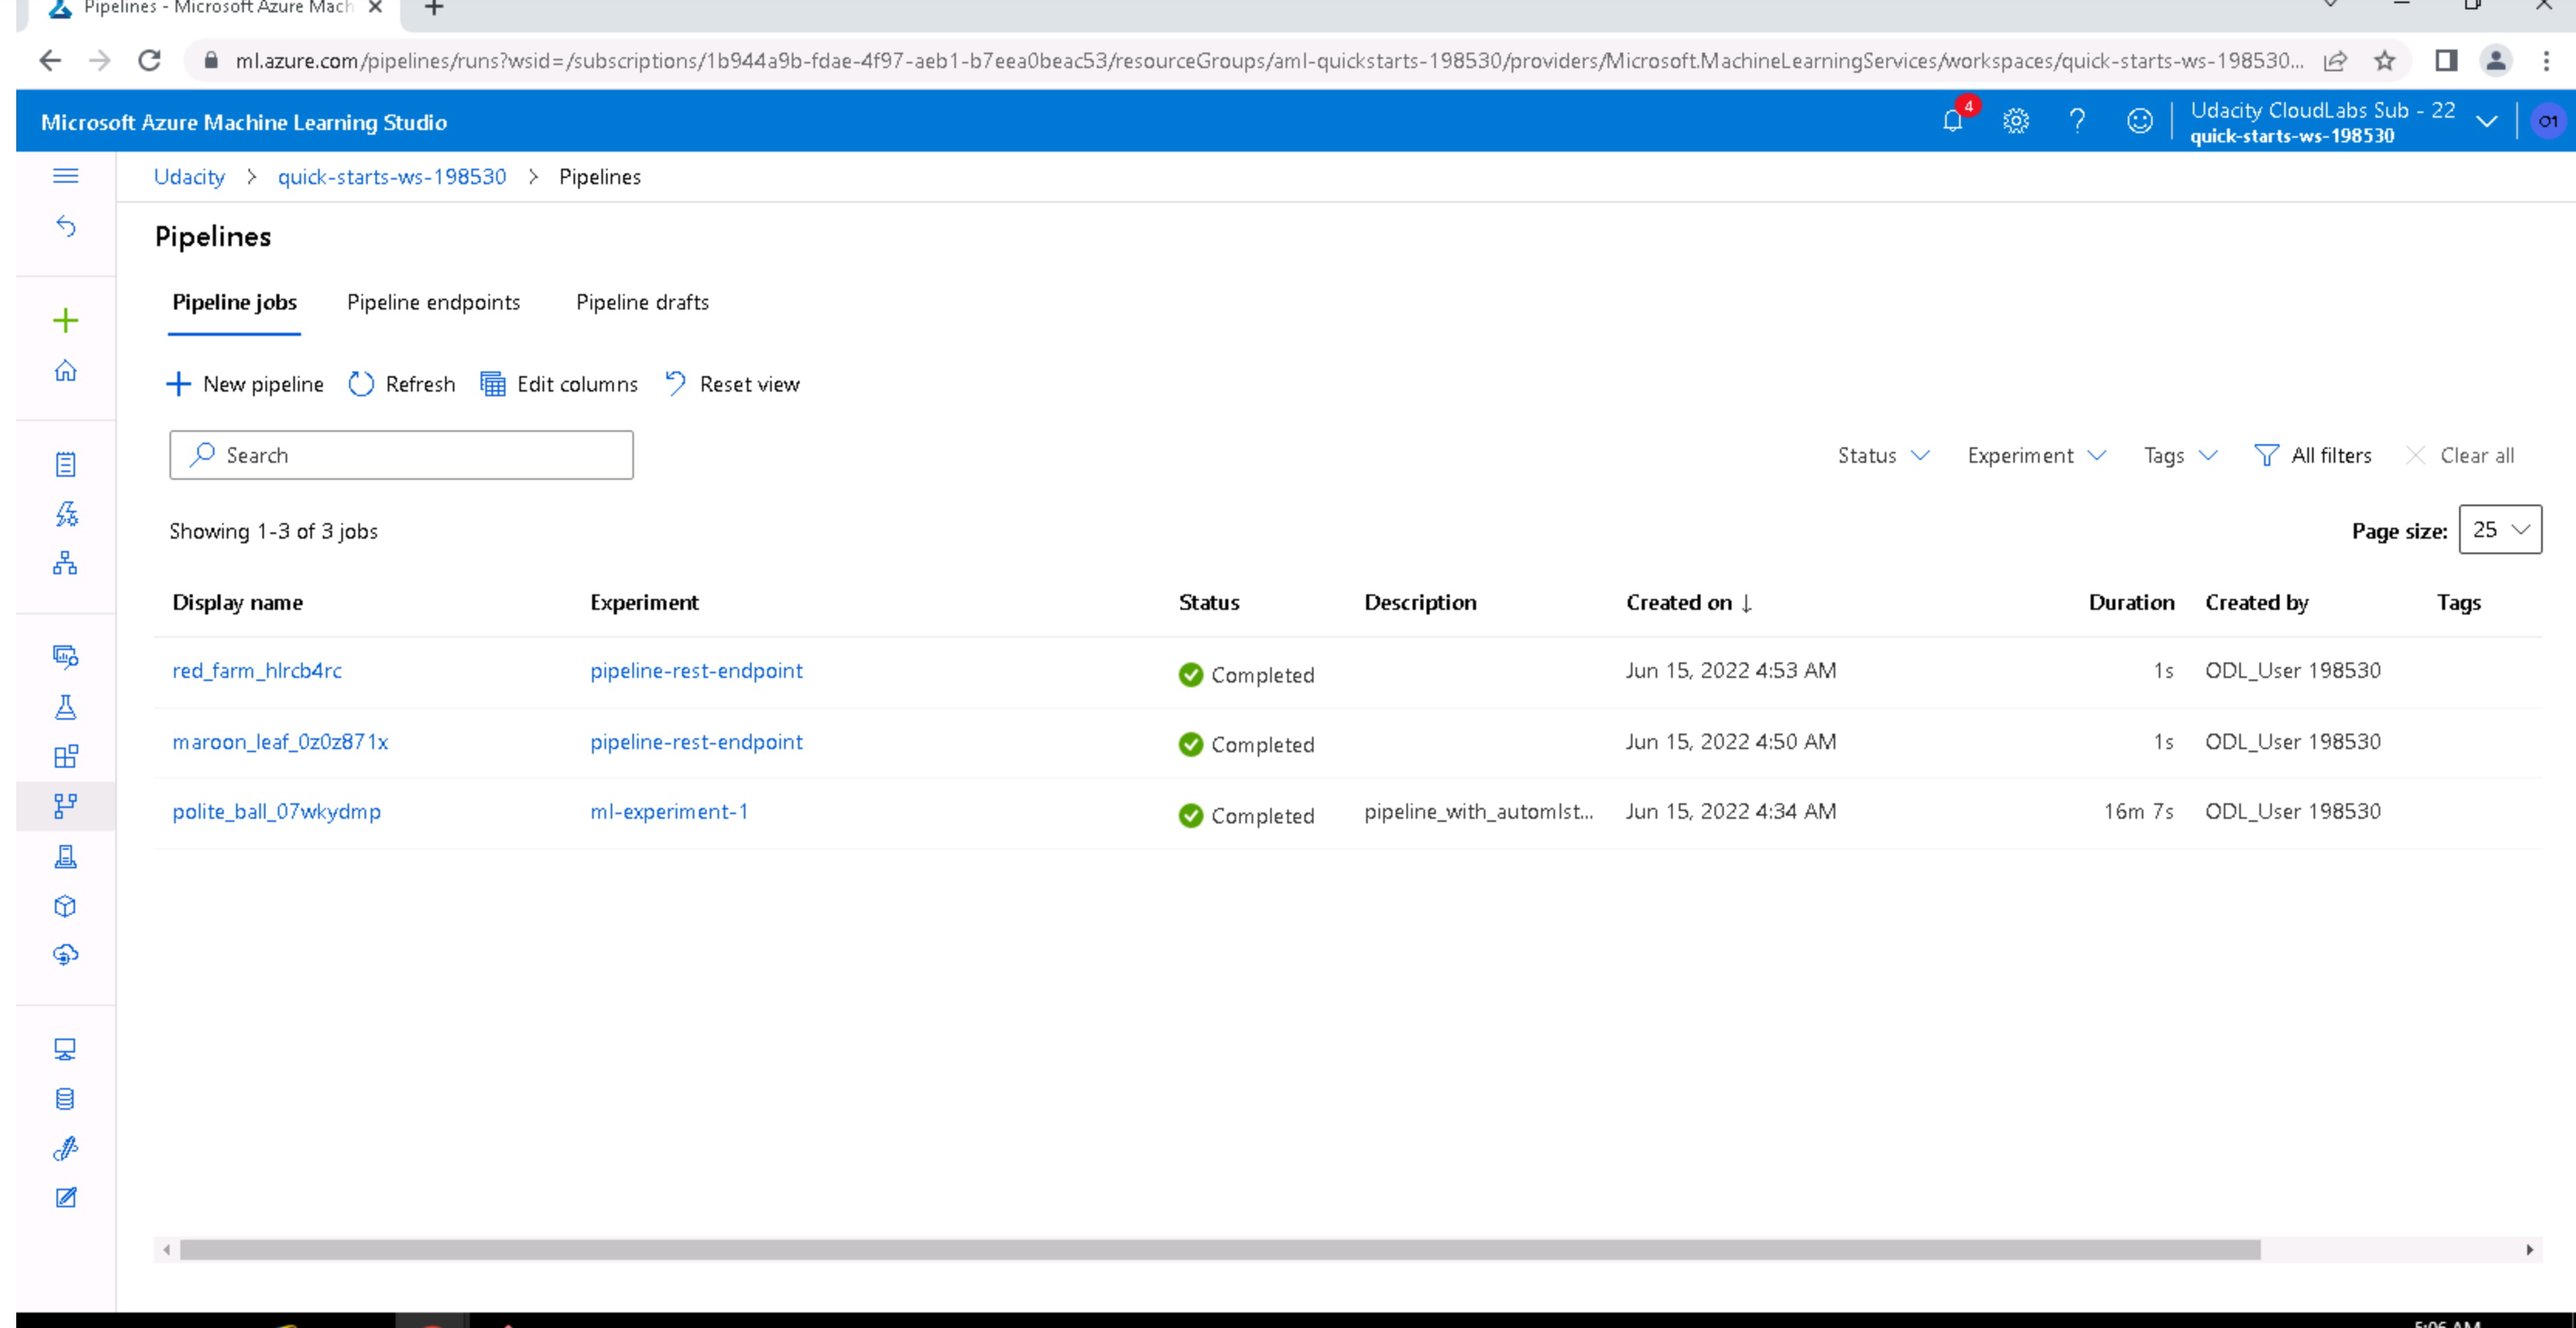 Pipelines - Microsoft Azure Mach
ml.azure.com/pipelines/runs?wsid=/subscriptions/1b944a9b-fdae-4f97-aeb1-b7eea0beac53/resourceGroups/aml-quickstarts-198530/providers/Microsoft.MachineLearningServices/workspaces/quick-starts-ws-198530...
Microsoft Azure Machine Learning Studio
4
Udacity CloudLabs Sub - 22
quick-starts-ws-198530
O1
Udacity > quick-starts-ws-198530 > Pipelines
Pipelines
Pipeline jobs Pipeline endpoints Pipeline drafts
New pipeline Refresh Edit columns Reset view
Search Status Experiment Tags All filters Clear all
Showing 1-3 of 3 jobs Page size: 25
Display name Experiment Status Description Created on ↓ Duration Created by Tags
red_farm_hlrcb4rc pipeline-rest-endpoint Completed Jun 15, 2022 4:53 AM 1s ODL_User 198530
maroon_leaf_0z0z871x pipeline-rest-endpoint Completed Jun 15, 2022 4:50 AM 1s ODL_User 198530
polite_ball_07wkydmp ml-experiment-1 Completed pipeline_with_automlst... Jun 15, 2022 4:34 AM 16m 7s ODL_User 198530
5:06 AM